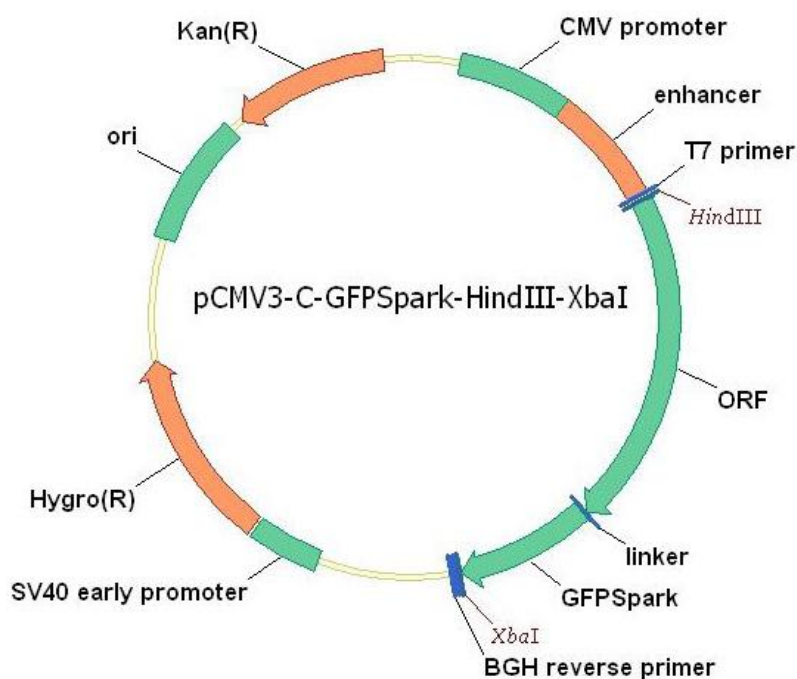 Kan(R)
CMV promoter
enhancer
ori
T7 primer
HindIII
pCMV3-C-GFPSpark-HindIII-XbaI
ORF
Hygro(R)
linker
SV40 early promoter
GFPSpark
XbaI
BGH reverse primer